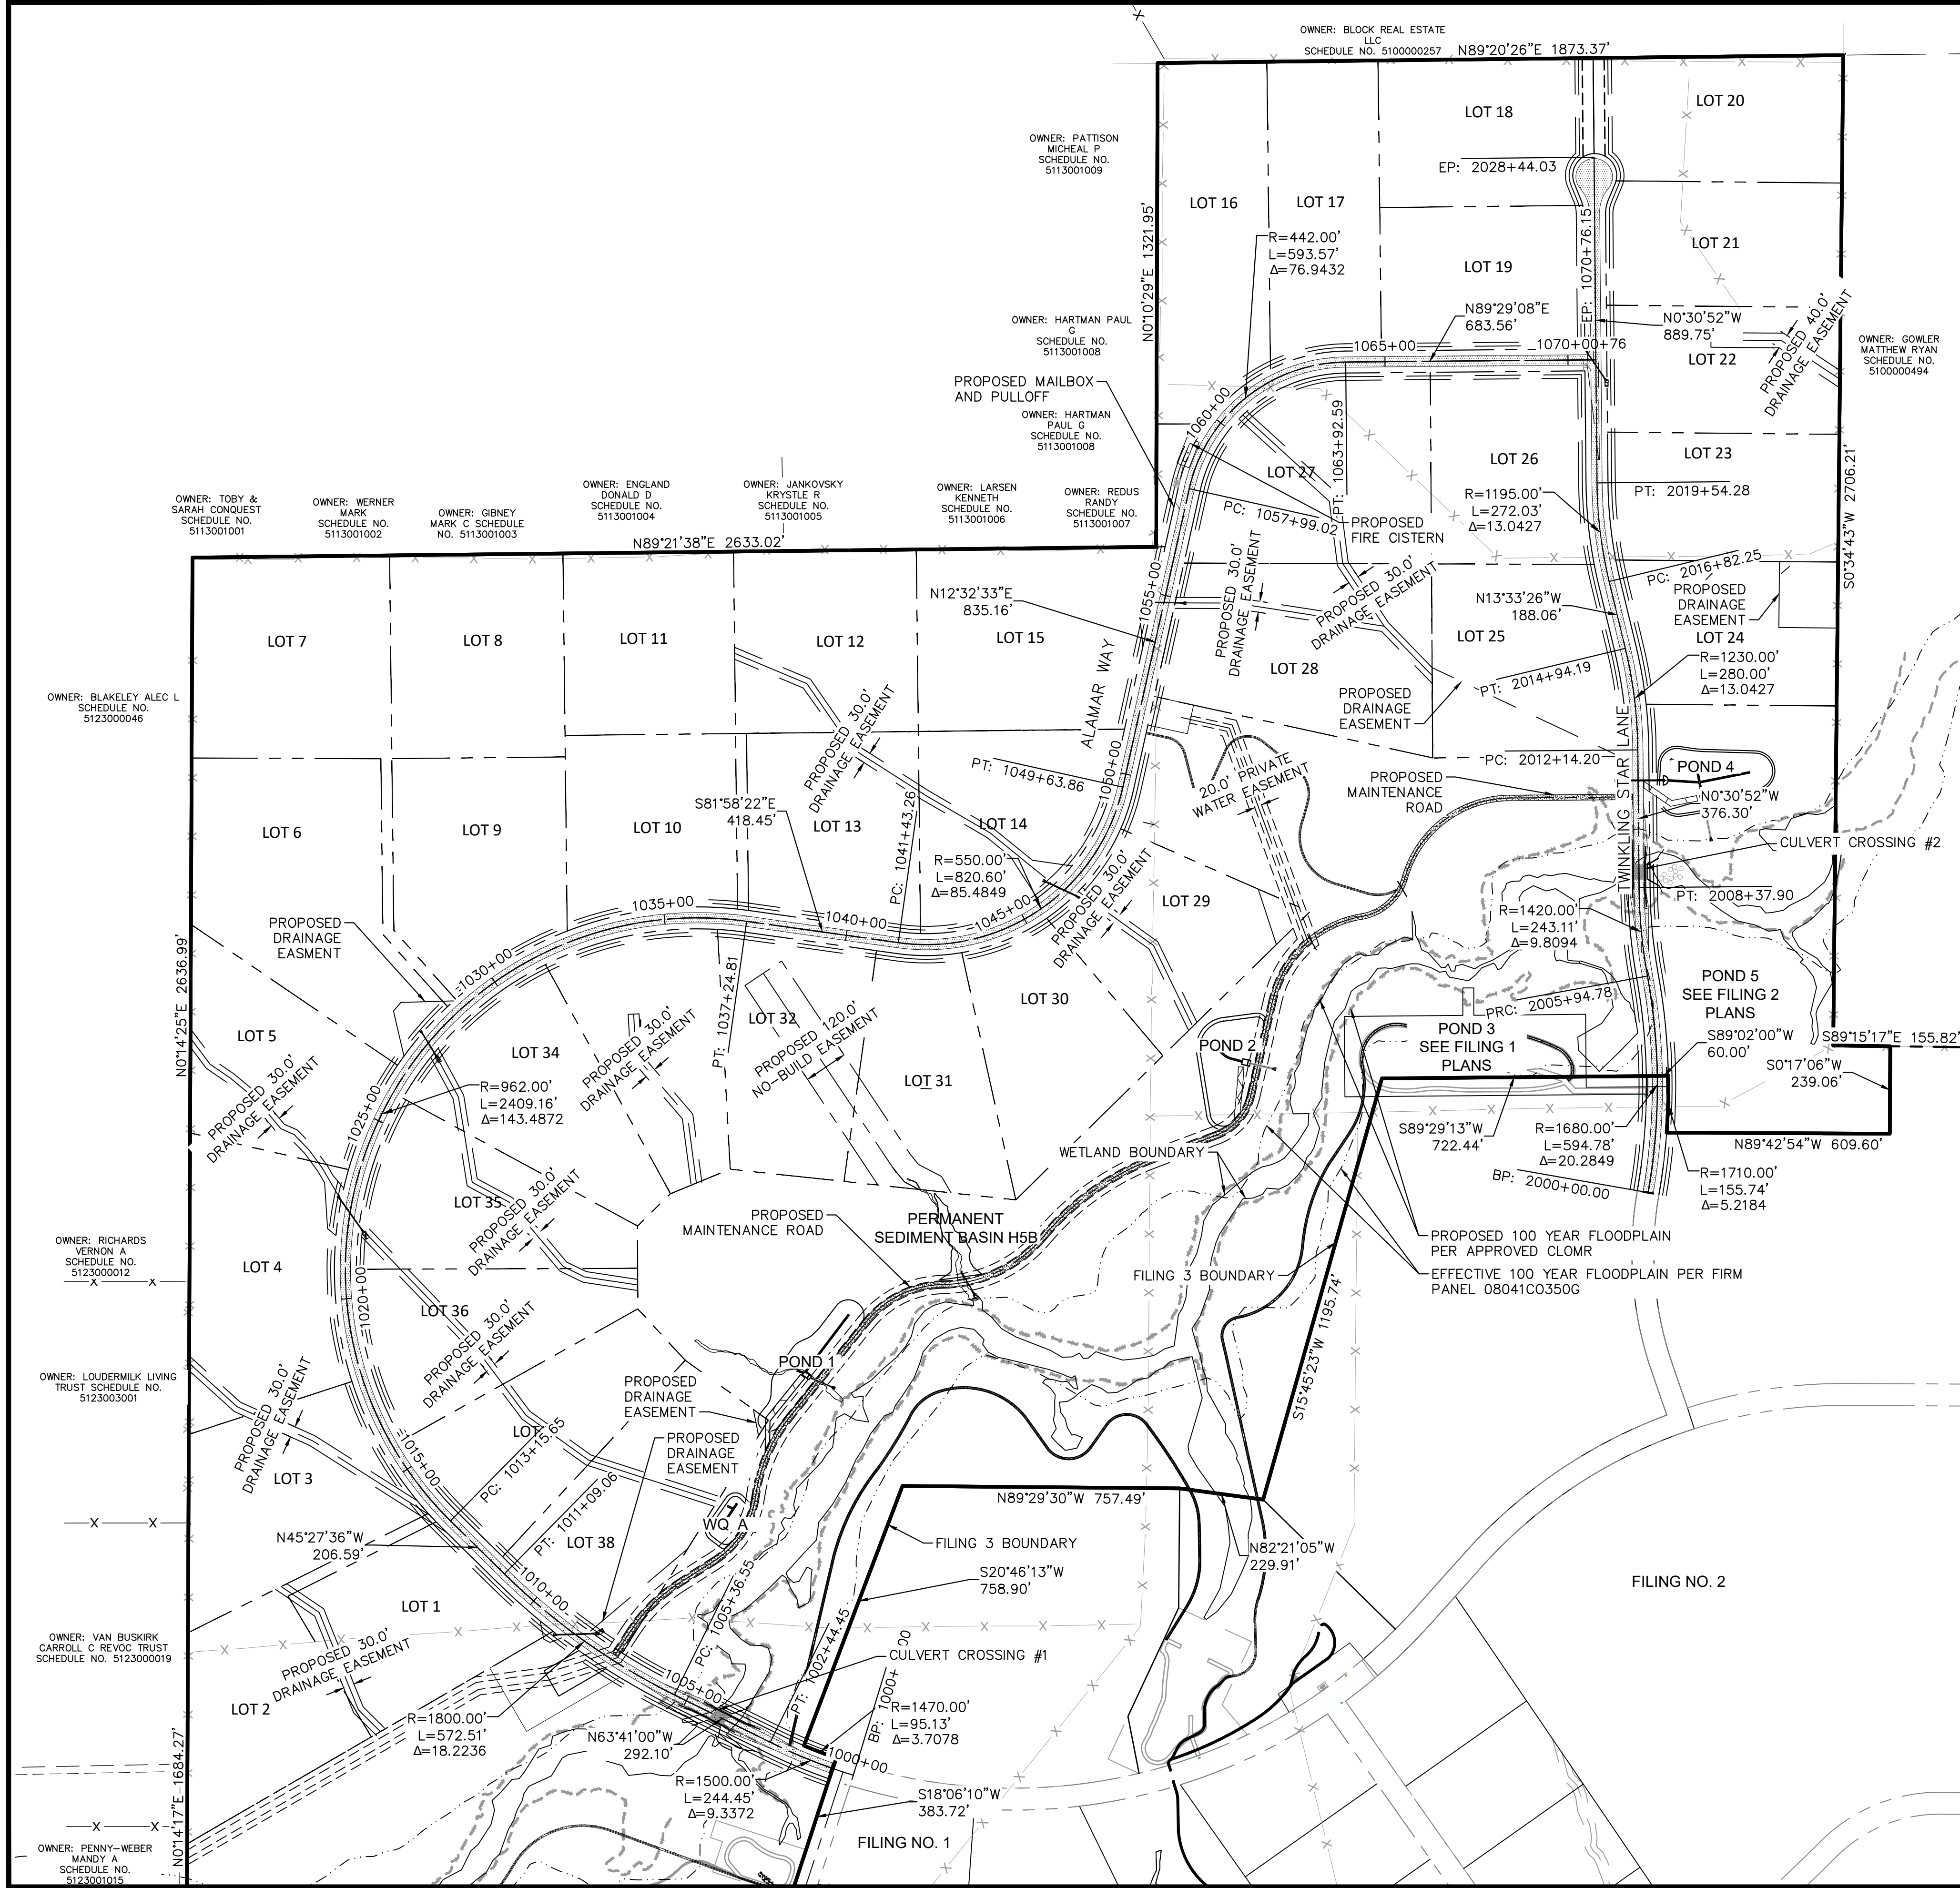 OWNER: BLOCK REAL ESTATE
LLC
SCHEDULE NO. 5100000257
N89°20'26"E 1873.37'
OWNER: PATTISON
MICHEAL P
SCHEDULE NO.
5113001009
N0°10'29"E 1321.95'
LOT 16
LOT 17
LOT 18
LOT 20
EP: 2028+44.03
EP: 1070+76.15
LOT 21
LOT 19
R=442.00'
L=593.57'
Δ=76.9432
N89°29'08"E
683.56'
N0°30'52"W
889.75'
LOT 22
PROPOSED 40.0'
DRAINAGE EASEMENT
OWNER: GOWLER
MATTHEW RYAN
SCHEDULE NO.
5100000494
OWNER: HARTMAN PAUL
G
SCHEDULE NO.
5113001008
1065+00
1070+00+76
PROPOSED MAILBOX
AND PULLOFF
OWNER: HARTMAN
PAUL G
SCHEDULE NO.
5113001008
1060+00
PT: 1063+92.59
LOT 27
LOT 26
LOT 23
R=1195.00'
L=272.03'
Δ=13.0427
PT: 2019+54.28
S0°34'43"W 2706.21'
PC: 1057+99.02
PROPOSED
FIRE CISTERN
OWNER: TOBY &
SARAH CONQUEST
SCHEDULE NO.
5113001001
OWNER: WERNER
MARK
SCHEDULE NO.
5113001002
OWNER: GIBNEY
MARK C SCHEDULE
NO. 5113001003
OWNER: ENGLAND
DONALD D
SCHEDULE NO.
5113001004
OWNER: JANKOVSKY
KRYSTLE R
SCHEDULE NO.
5113001005
OWNER: LARSEN
KENNETH
SCHEDULE NO.
5113001006
OWNER: REDUS
RANDY
SCHEDULE NO.
5113001007
N89°21'38"E 2633.02'
N12°32'33"E
835.16'
1055+00
PROPOSED 30.0'
DRAINAGE EASEMENT
PROPOSED 30.0'
DRAINAGE EASEMENT
N13°33'26"W
188.06'
PC: 2016+82.25
PROPOSED
DRAINAGE
EASEMENT
LOT 24
R=1230.00'
L=280.00'
Δ=13.0427
LOT 25
LOT 28
PT: 2014+94.19
PROPOSED
DRAINAGE
EASEMENT
LOT 7
LOT 8
LOT 11
LOT 12
LOT 15
ALAMAR WAY
OWNER: BLAKELEY ALEC L
SCHEDULE NO.
5123000046
PROPOSED 30.0'
DRAINAGE EASEMENT
PT: 1049+63.86
1050+00
20.0' PRIVATE
WATER EASEMENT
PC: 2012+14.20
PROPOSED
MAINTENANCE
ROAD
TWINKLING STAR LANE
POND 4
N0°30'52"W
376.30'
CULVERT CROSSING #2
LOT 6
LOT 9
LOT 10
S81°58'22"E
418.45'
LOT 13
PC: 1041+43.26
LOT 14
R=550.00'
L=820.60'
Δ=85.4849
PROPOSED 30.0'
DRAINAGE EASEMENT
LOT 29
PT: 2008+37.90
R=1420.00'
L=243.11'
Δ=9.8094
1035+00
1040+00
1045+00
PROPOSED
DRAINAGE
EASMENT
1030+00
N0°14'25"E 2636.99'
PT: 1037+24.81
LOT 30
PRC: 2005+94.78
POND 5
SEE FILING 2
PLANS
LOT 5
PROPOSED 30.0'
DRAINAGE EASEMENT
LOT 34
PROPOSED 30.0'
DRAINAGE EASEMENT
LOT 32
PROPOSED 120.0'
NO-BUILD EASEMENT
LOT 31
POND 2
POND 3
SEE FILING 1
PLANS
S89°02'00"W
60.00'
S89°15'17"E 155.82'
S0°17'06"W
239.06'
1025+00
R=962.00'
L=2409.16'
Δ=143.4872
S89°29'13"W
722.44'
R=1680.00'
L=594.78'
Δ=20.2849
N89°42'54"W 609.60'
WETLAND BOUNDARY
BP: 2000+00.00
R=1710.00'
L=155.74'
Δ=5.2184
LOT 35
PROPOSED 30.0'
DRAINAGE EASEMENT
PROPOSED
MAINTENANCE ROAD
PERMANENT
SEDIMENT BASIN H5B
PROPOSED 100 YEAR FLOODPLAIN
PER APPROVED CLOMR
OWNER: RICHARDS
VERNON A
SCHEDULE NO.
5123000012
LOT 4
1020+00
FILING 3 BOUNDARY
EFFECTIVE 100 YEAR FLOODPLAIN PER FIRM
PANEL 08041CO350G
LOT 36
PROPOSED 30.0'
DRAINAGE EASEMENT
S15°45'23"W 1195.74'
POND 1
OWNER: LOUDERMILK LIVING
TRUST SCHEDULE NO.
5123003001
PROPOSED 30.0'
DRAINAGE EASEMENT
PROPOSED
DRAINAGE
EASEMENT
LOT
PC: 1013+15.65
PROPOSED
DRAINAGE
EASEMENT
1015+00
LOT 3
PT: 1011+09.06
N89°29'30"W 757.49'
WQ A
N45°27'36"W
206.59'
LOT 38
FILING 3 BOUNDARY
N82°21'05"W
229.91'
S20°46'13"W
758.90'
FILING NO. 2
1010+00
LOT 1
PC: 1005+36.55
PT: 1002+44.45
OWNER: VAN BUSKIRK
CARROLL C REVOC TRUST
SCHEDULE NO. 5123000019
PROPOSED 30.0'
DRAINAGE EASEMENT
CULVERT CROSSING #1
1005+00
BP: 1000+ 00
LOT 2
R=1800.00'
L=572.51'
Δ=18.2236
N63°41'00"W
292.10'
R=1470.00'
L=95.13'
Δ=3.7078
1000+00
N0°14'17"E 1684.27'
R=1500.00'
L=244.45'
Δ=9.3372
S18°06'10"W
383.72'
FILING NO. 1
OWNER: PENNY-WEBER
MANDY A
SCHEDULE NO.
5123001015